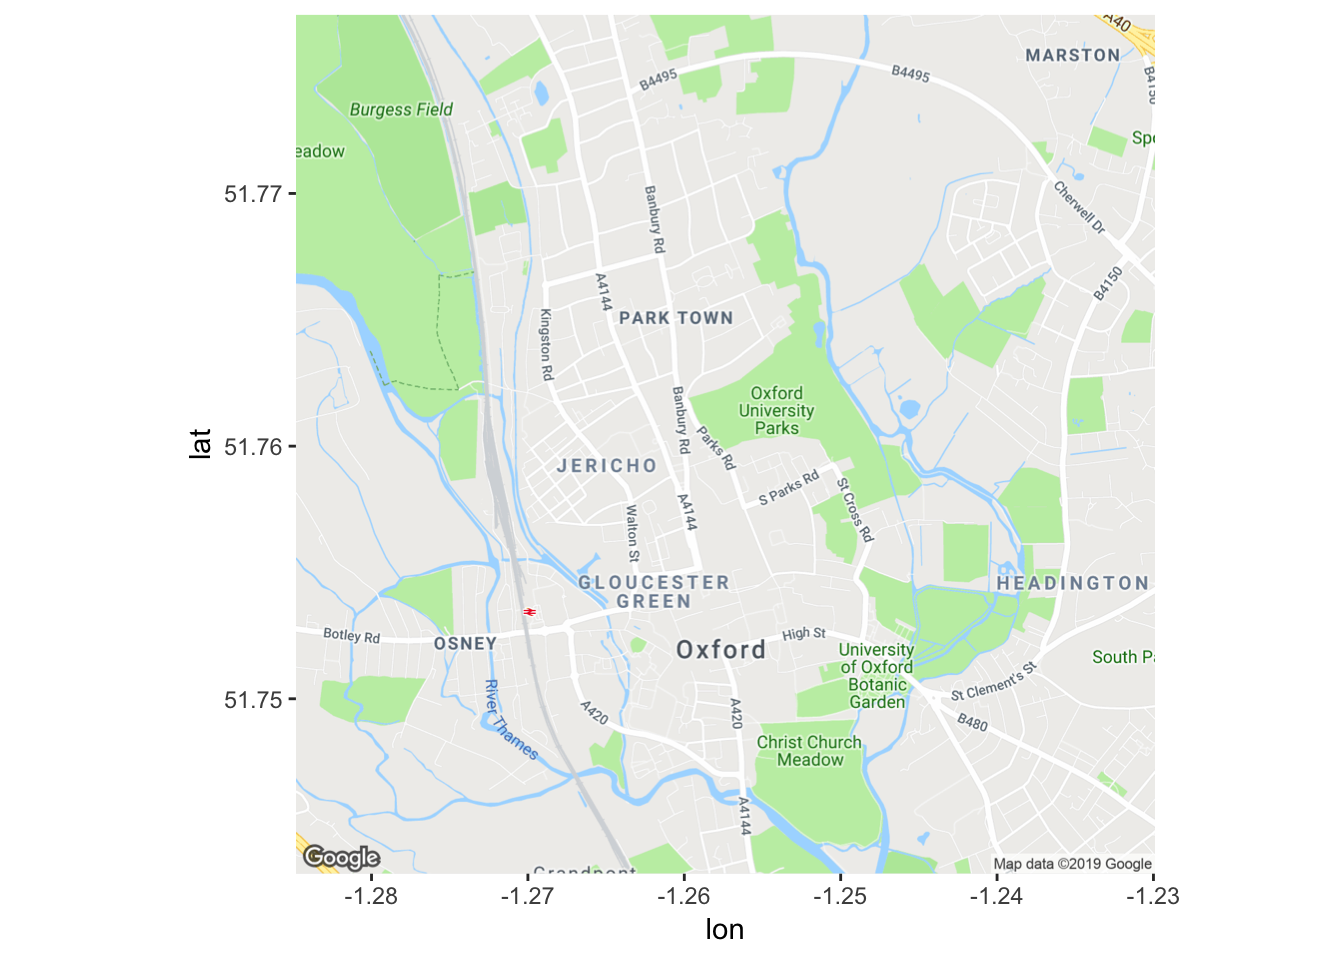 A40
MARSTON
B4495
B4495
B4150
Burgess Field
eadow
Spe
51.77
Cherwell Dr
Banbury Rd
B4150
A4144
PARK TOWN
Kingston Rd
Oxford
University
Parks
Banbury Rd
Parks Rd
lat
51.76
JERICHO
S Parks Rd
St Cross Rd
A4144
Walton St
GLOUCESTER
GREEN
HEADINGTON
Botley Rd
OSNEY
High St
Oxford
University
of Oxford
Botanic
Garden
South Pa
St Clement's St
51.75
River Thames
A420
A420
B480
Christ Church
Meadow
A4144
Google
Grandpont
Map data ©2019 Google
-1.28
-1.27
-1.26
-1.25
-1.24
-1.23
lon